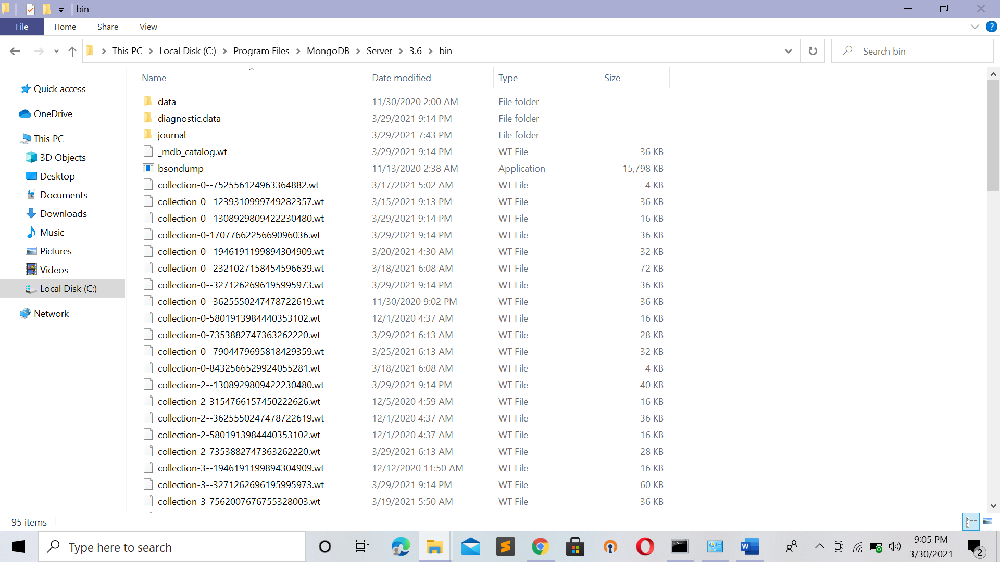 bin
File Home Share View
This PC Local Disk (C:) Program Files MongoDB Server 3.6 bin
Search bin
Name Date modified Type Size
Quick access
OneDrive
This PC
3D Objects
Desktop
Documents
Downloads
Music
Pictures
Videos
Local Disk (C:)
Network
data 11/30/2020 2:00 AM File folder
diagnostic.data 3/29/2021 9:14 PM File folder
journal 3/29/2021 7:43 PM File folder
_mdb_catalog.wt 3/29/2021 9:14 PM WT File 36 KB
bsondump 11/13/2020 2:38 AM Application 15,798 KB
collection-0--752556124963364882.wt 3/17/2021 5:02 AM WT File 4 KB
collection-0--1239310999749282357.wt 3/15/2021 9:13 PM WT File 36 KB
collection-0--1308929809422230480.wt 3/29/2021 9:14 PM WT File 16 KB
collection-0-1707766225669096036.wt 3/29/2021 9:14 PM WT File 36 KB
collection-0--1946191199894304909.wt 3/20/2021 4:30 AM WT File 32 KB
collection-0--2321027158454596639.wt 3/18/2021 6:08 AM WT File 72 KB
collection-0--3271262696195995973.wt 3/29/2021 9:14 PM WT File 36 KB
collection-0--3625550247478722619.wt 11/30/2020 9:02 PM WT File 36 KB
collection-0-5801913984440353102.wt 12/1/2020 4:37 AM WT File 16 KB
collection-0-7353882747363262220.wt 3/29/2021 6:13 AM WT File 28 KB
collection-0--7904479695818429359.wt 3/25/2021 6:13 AM WT File 32 KB
collection-0-8432566529924055281.wt 3/18/2021 6:08 AM WT File 4 KB
collection-2--1308929809422230480.wt 3/29/2021 9:14 PM WT File 40 KB
collection-2-3154766157450222626.wt 12/5/2020 4:59 AM WT File 16 KB
collection-2--3625550247478722619.wt 12/1/2020 4:37 AM WT File 36 KB
collection-2-5801913984440353102.wt 12/1/2020 4:37 AM WT File 16 KB
collection-2-7353882747363262220.wt 3/29/2021 6:13 AM WT File 28 KB
collection-3--1946191199894304909.wt 12/12/2020 11:50 AM WT File 16 KB
collection-3--3271262696195995973.wt 3/29/2021 9:14 PM WT File 60 KB
collection-3-7562007676755328003.wt 3/19/2021 5:50 AM WT File 36 KB
95 items
Type here to search
9:05 PM
3/30/2021
2